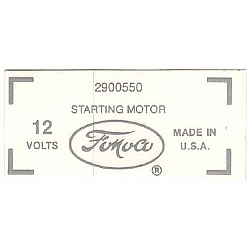 2900550
STARTING MOTOR
12
VOLTS
FoMoCo
®
MADE IN
U.S.A.